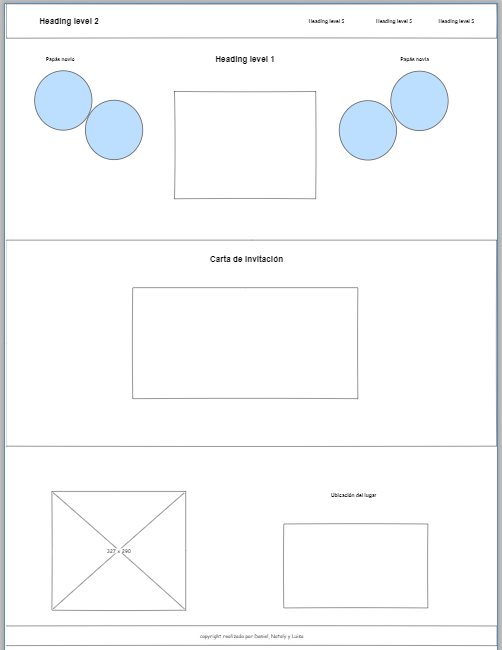 Heading level 2
Heading level 5
Heading level 5
Heading level 5
Papás novio
Heading level 1
Papás novia
Carta de Invitación
327 x 290
Ubicación del lugar
copyright realizado por Daniel, Nataly y Luisa